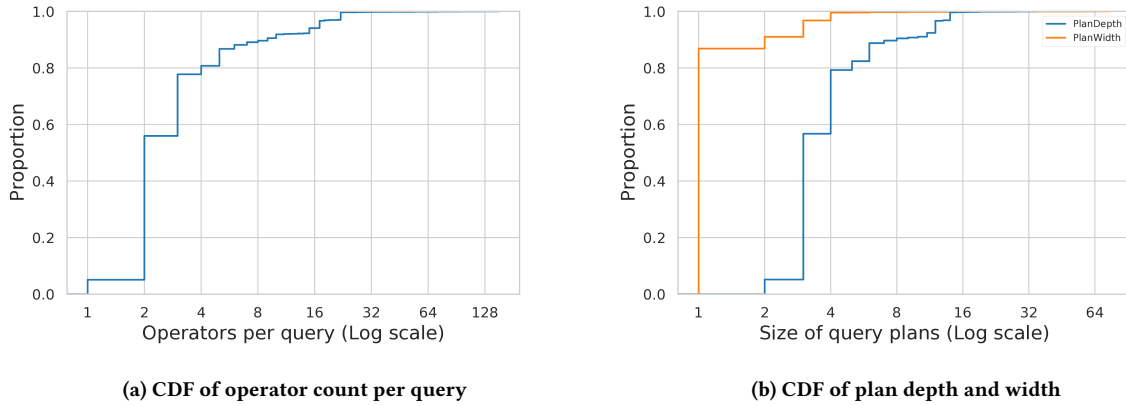 1.0
0.8
0.6
0.4
0.2
0.0
Proportion
1 2 4 8 16 32 64 128
Operators per query (Log scale)
(a) CDF of operator count per query
1.0
0.8
0.6
0.4
0.2
0.0
Proportion
PlanDepth
PlanWidth
1 2 4 8 16 32 64
Size of query plans (Log scale)
(b) CDF of plan depth and width